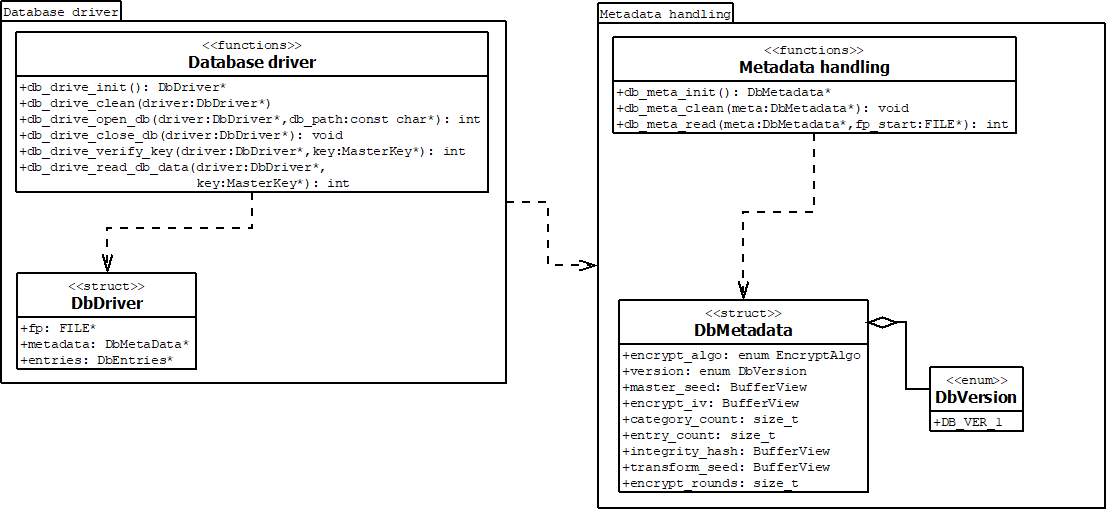 Database driver
<<functions>>
Database driver
+db_drive_init(): DbDriver*
+db_drive_clean(driver:DbDriver*)
+db_drive_open_db(driver:DbDriver*,db_path:const char*): int
+db_drive_close_db(driver:DbDriver*): void
+db_drive_verify_key(driver:DbDriver*,key:MasterKey*): int
+db_drive_read_db_data(driver:DbDriver*,
key:MasterKey*): int
<<struct>>
DbDriver
+fp: FILE*
+metadata: DbMetaData*
+entries: DbEntries*
Metadata handling
<<functions>>
Metadata handling
+db_meta_init(): DbMetadata*
+db_meta_clean(meta:DbMetadata*): void
+db_meta_read(meta:DbMetadata*,fp_start:FILE*): int
<<struct>>
DbMetadata
+encrypt_algo: enum EncryptAlgo
+version: enum DbVersion
+master_seed: BufferView
+encrypt_iv: BufferView
+category_count: size_t
+entry_count: size_t
+integrity_hash: BufferView
+transform_seed: BufferView
+encrypt_rounds: size_t
<<enum>>
DbVersion
+DB_VER_1